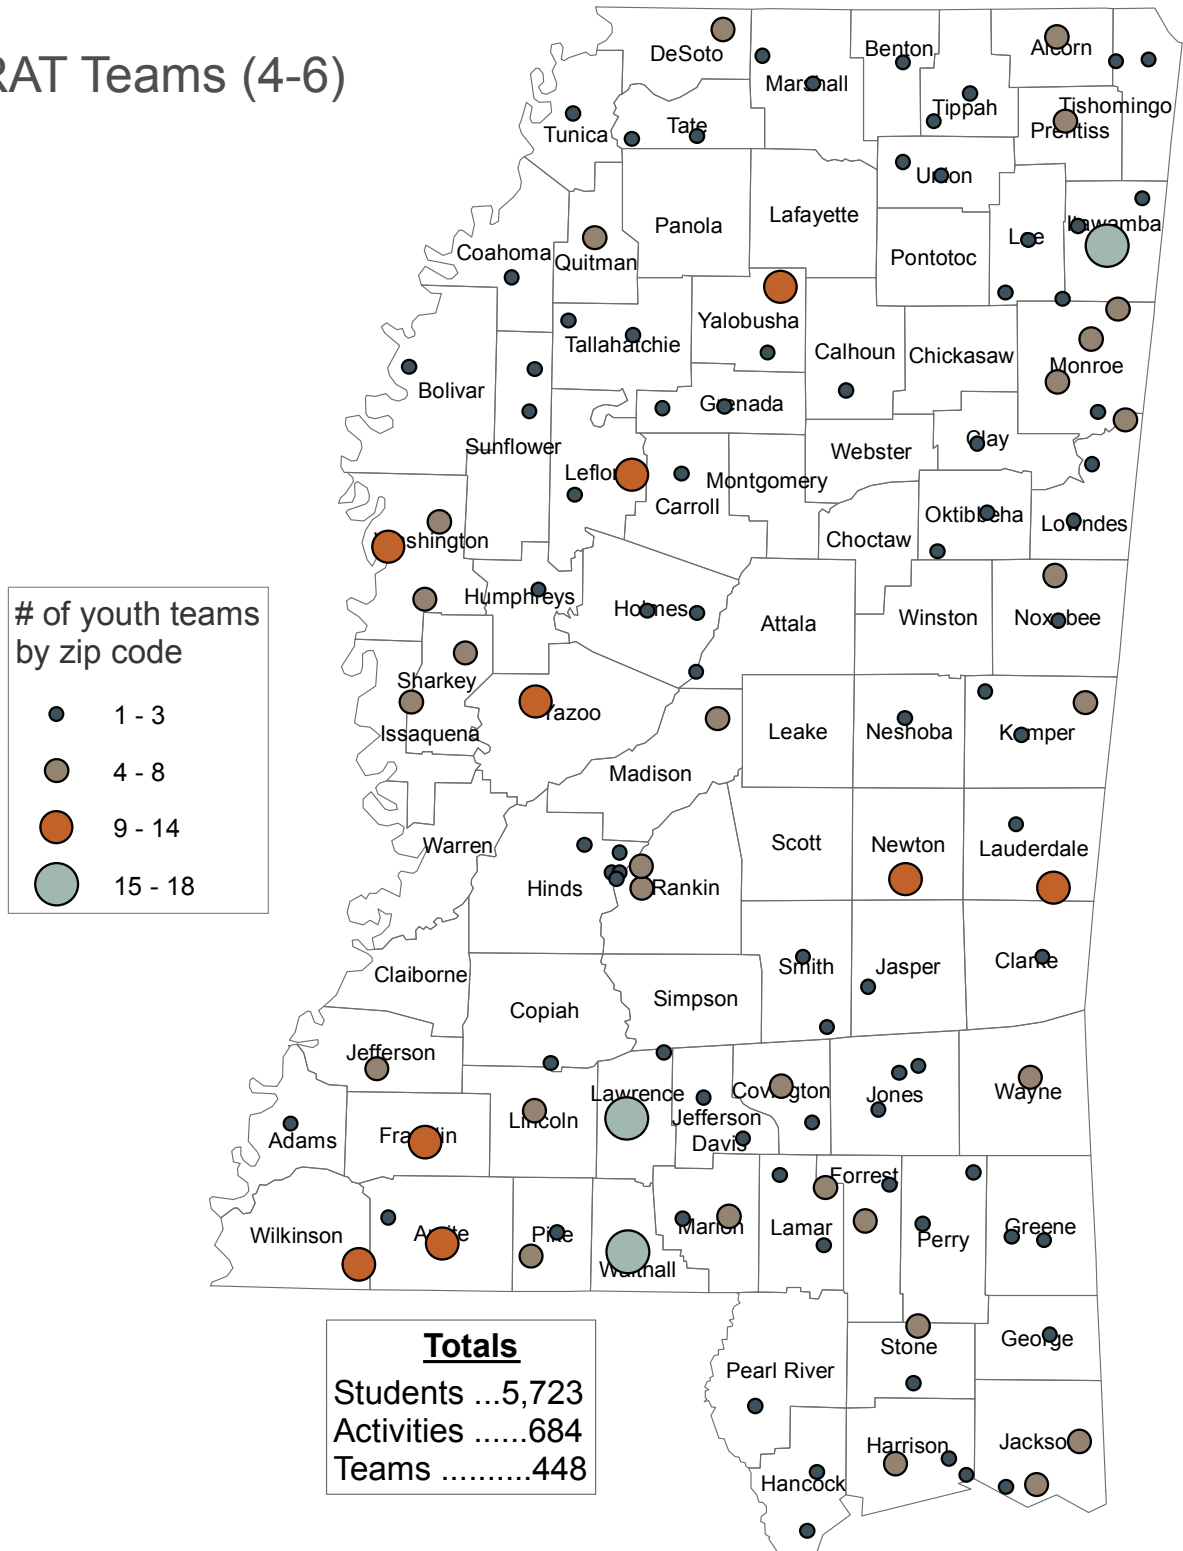 RAT Teams (4-6)
DeSoto
Marshall
Benton
Alcorn
Tippah
Tishomingo
Prentiss
Tunica
Tate
Union
Panola
Lafayette
Pontotoc
Lee
Itawamba
Coahoma
Quitman
Tallahatchie
Yalobusha
Calhoun
Chickasaw
Monroe
Bolivar
Grenada
Sunflower
Leflore
Carroll
Montgomery
Webster
Clay
Choctaw
Oktibbeha
Lowndes
Washington
Humphreys
Holmes
Attala
Winston
Noxubee
Sharkey
Issaquena
Yazoo
Madison
Leake
Neshoba
Kemper
# of youth teams
by zip code
1 - 3
4 - 8
9 - 14
15 - 18
Warren
Hinds
Rankin
Scott
Newton
Lauderdale
Claiborne
Copiah
Simpson
Smith
Jasper
Clarke
Jefferson
Adams
Franklin
Lincoln
Lawrence
Jefferson
Davis
Covington
Jones
Wayne
Wilkinson
Amite
Pike
Walthall
Marion
Lamar
Forrest
Perry
Greene
Pearl River
Stone
George
Hancock
Harrison
Jackson
Totals
Students ...5,723
Activities ......684
Teams ..........448